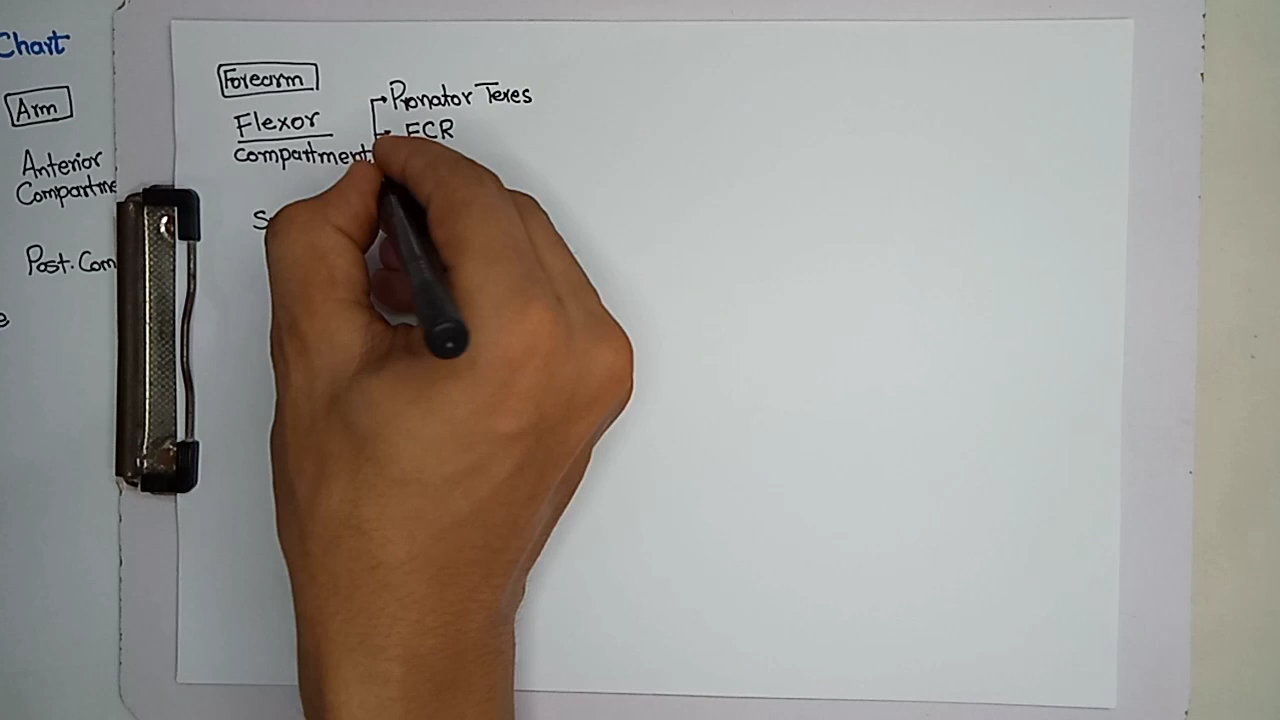 Chart
Arm
Anterior
Compartme
Post. Com
Forearm
Flexor
compartment
Pronator Teres
FCR